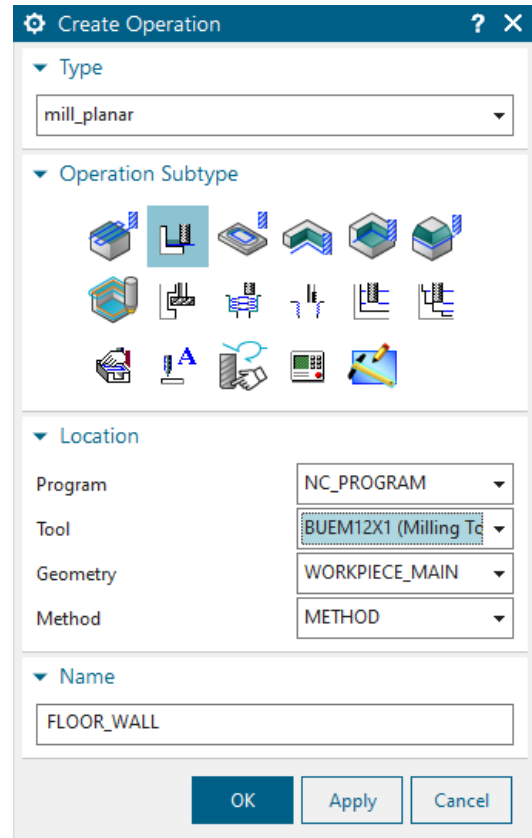 Create Operation ? X
Type
mill_planar
Operation Subtype
A
Location
Program NC_PROGRAM
Tool BUEM12X1 (Milling Tc
Geometry WORKPIECE_MAIN
Method METHOD
Name
FLOOR_WALL
OK Apply Cancel